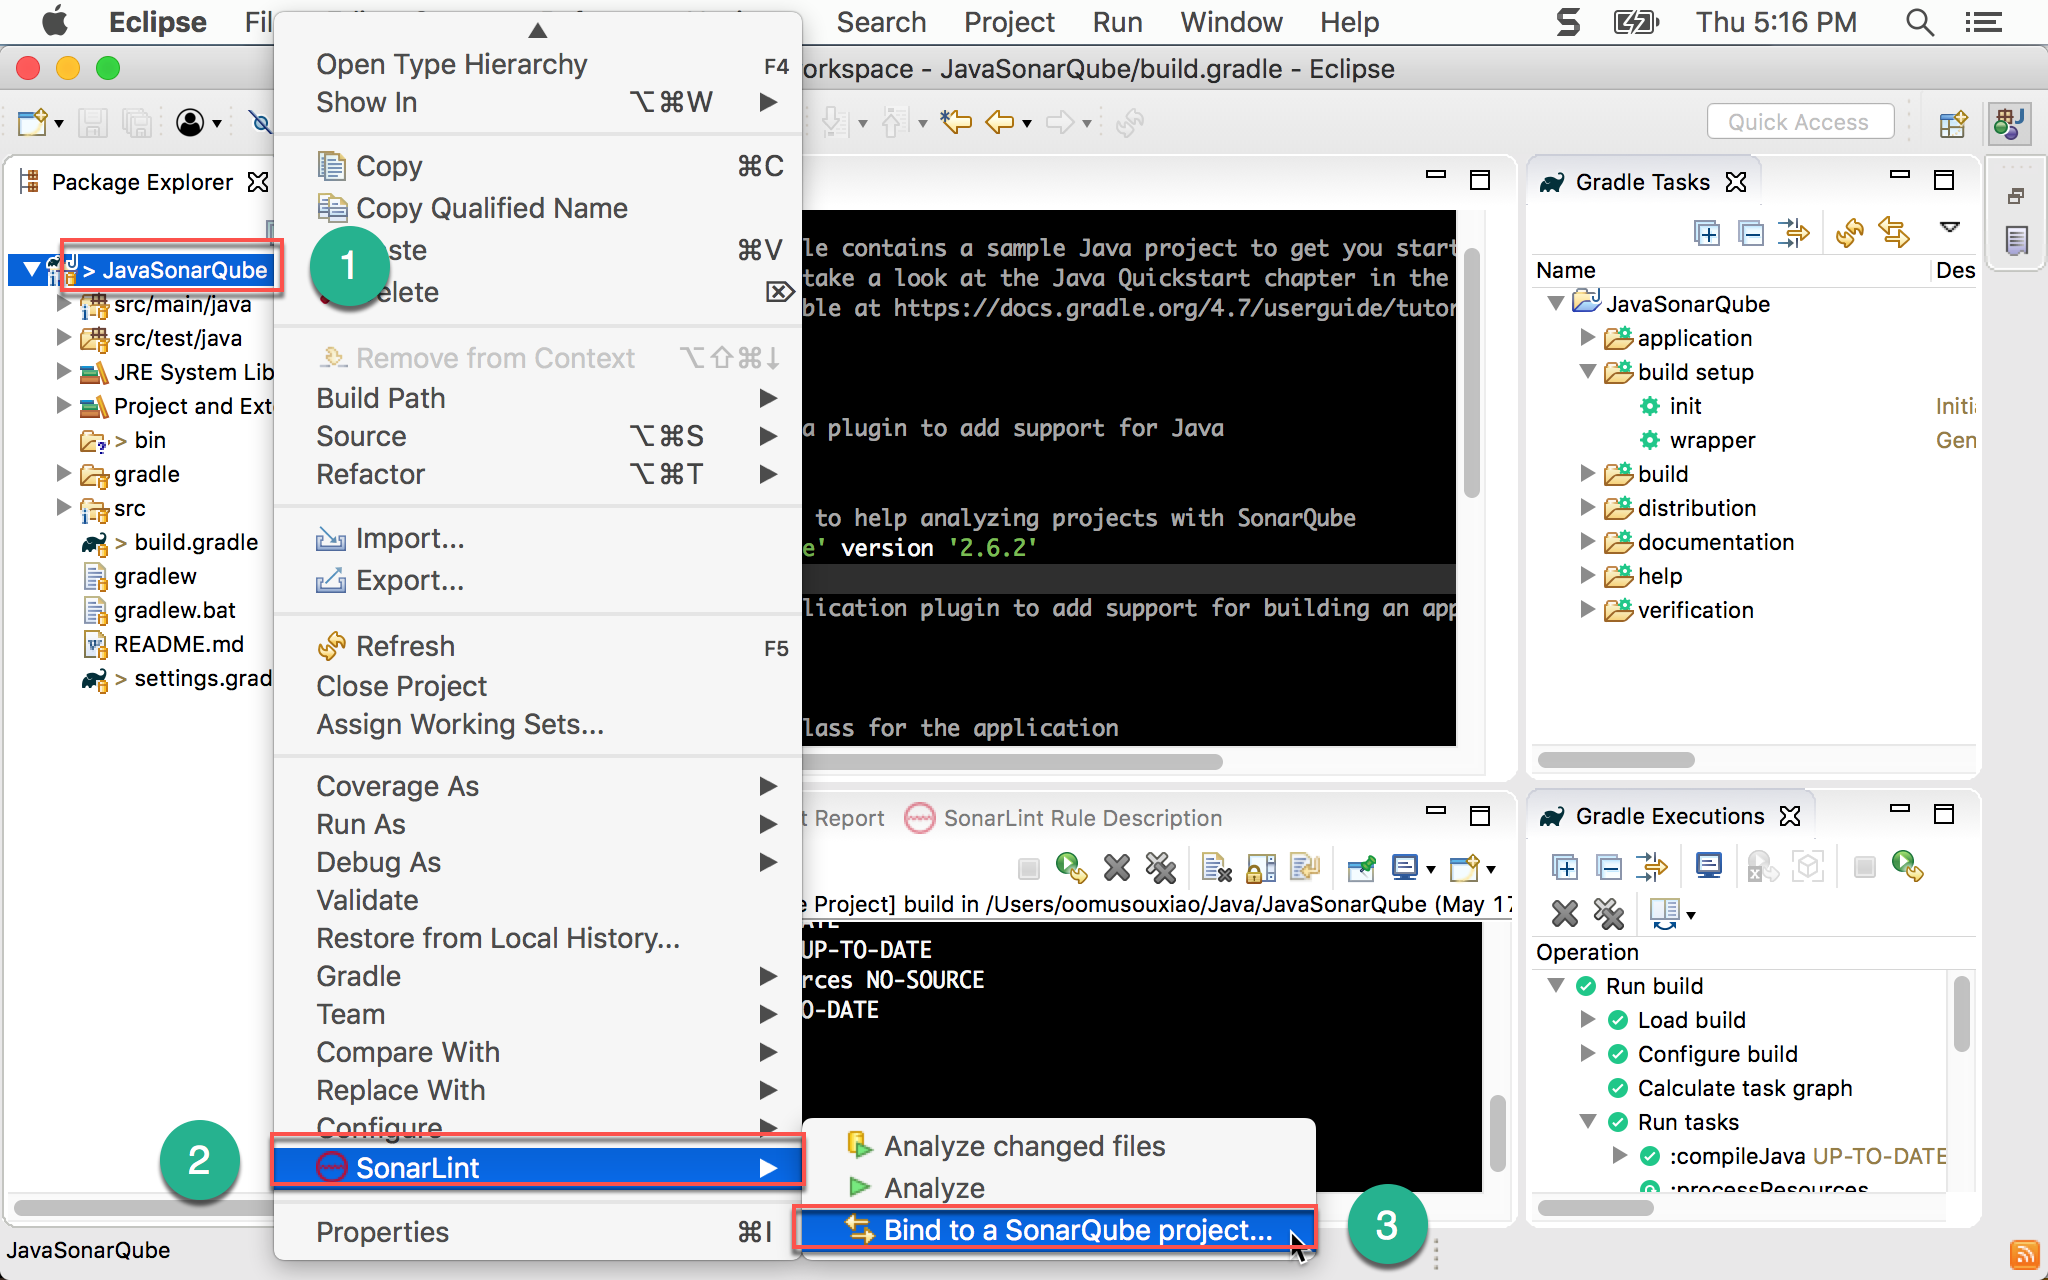 Eclipse Fil Search Project Run Window Help Thu 5:16 PM
orkspace - JavaSonarQube/build.gradle - Eclipse
Quick Access
Package Explorer
> JavaSonarQube
src/main/java
src/test/java
JRE System Lib
Project and Ext
> bin
gradle
src
> build.gradle
gradlew
gradlew.bat
README.md
> settings.grad
JavaSonarQube
Open Type Hierarchy F4
Show In ⌥⌘W
Copy ⌘C
Copy Qualified Name
ste ⌘V
elete ⌦
Remove from Context ⌥⇧⌘↓
Build Path
Source ⌥⌘S
Refactor ⌥⌘T
Import...
Export...
Refresh F5
Close Project
Assign Working Sets...
Coverage As
Run As
Debug As
Validate
Restore from Local History...
Gradle
Team
Compare With
Replace With
Configure
SonarLint
Properties ⌘I
1
2
3
Analyze changed files
Analyze
Bind to a SonarQube project...
le contains a sample Java project to get you start
take a look at the Java Quickstart chapter in the
ble at https://docs.gradle.org/4.7/userguide/tutor
a plugin to add support for Java
to help analyzing projects with SonarQube
e' version '2.6.2'
lication plugin to add support for building an app
lass for the application
t Report SonarLint Rule Description
e Project] build in /Users/oomusouxiao/Java/JavaSonarQube (May 17
ATE
UP-TO-DATE
rces NO-SOURCE
O-DATE
Gradle Tasks
Name Des
JavaSonarQube
application
build setup
init Initi
wrapper Gen
build
distribution
documentation
help
verification
Gradle Executions
Operation
Run build
Load build
Configure build
Calculate task graph
Run tasks
:compileJava UP-TO-DATE
:processResources